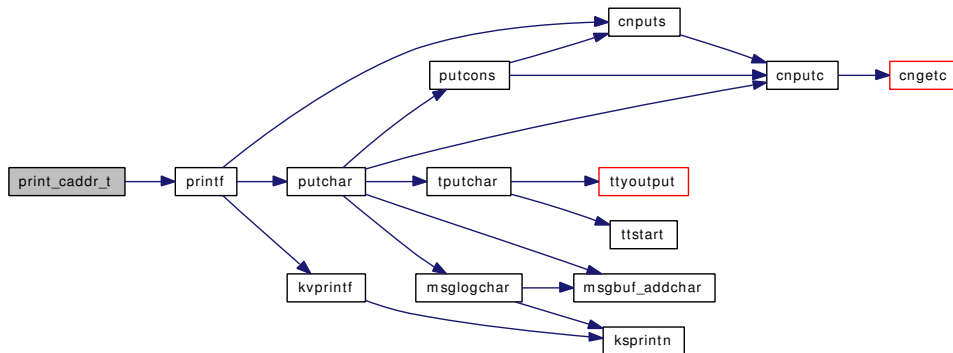 cnputs
putcons
cnputc
cngetc
print_caddr_t
printf
putchar
tputchar
ttyoutput
ttstart
kvprintf
msglogchar
msgbuf_addchar
ksprintn